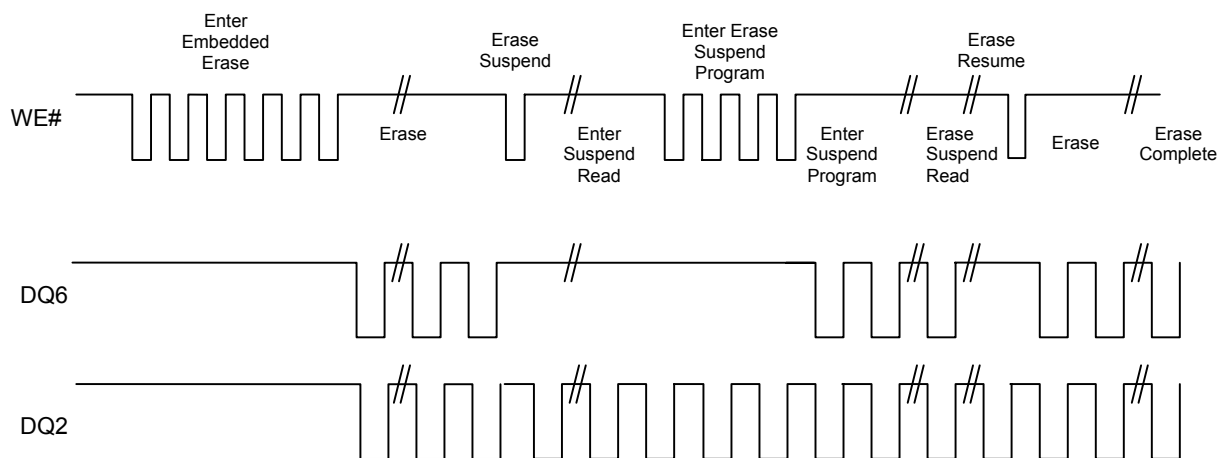 Enter
Embedded
Erase
Erase
Suspend
Enter Erase
Suspend
Program
Erase
Resume
WE#
Erase
Enter
Suspend
Read
Enter
Suspend
Program
Erase
Suspend
Read
Erase
Erase
Complete
DQ6
DQ2